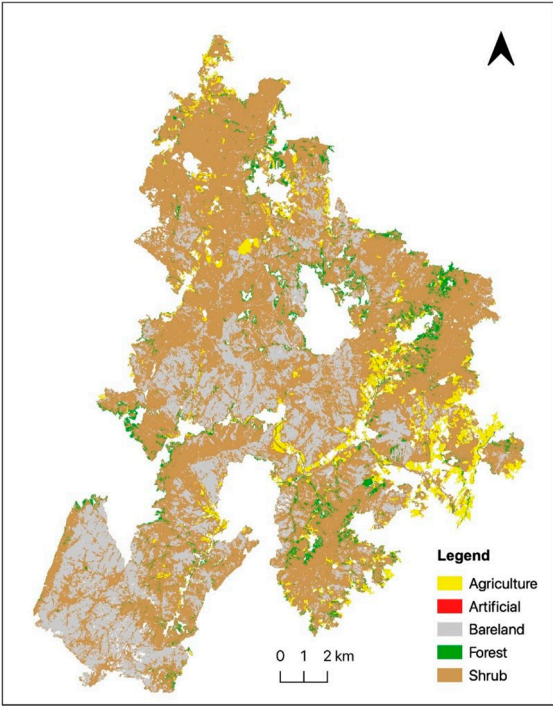 Legend
Agriculture
Artificial
Bareland
Forest
Shrub
0 1 2 km